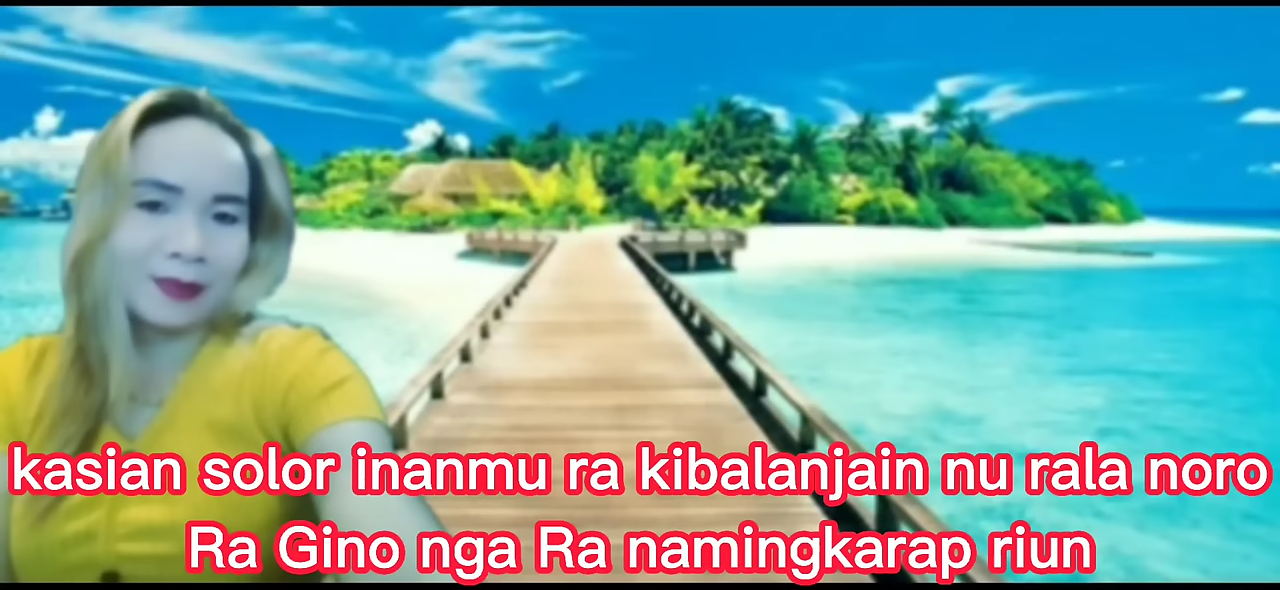 kasian solor inanmu ra kibalanjain nu rala noro
Ra Gino nga Ra namingkarap riun